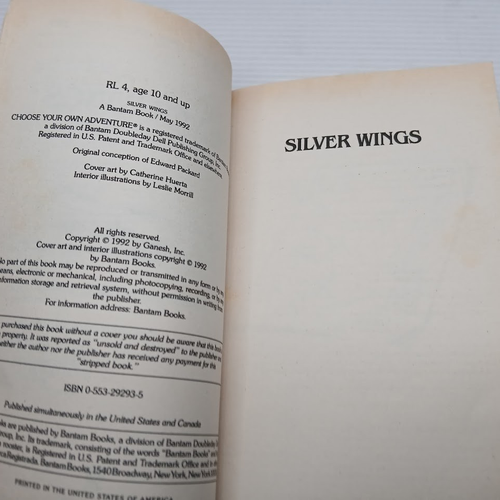 RL 4, age 10 and up
SILVER WINGS
A Bantam Book / May 1992
CHOOSE YOUR OWN ADVENTURE® is a registered trademark of
a division of Bantam Doubleday Dell Publishing Group, Inc.
Registered in U.S. Patent and Trademark Office and elsewhere.
Original conception of Edward Packard
Cover art by Catherine Huerta
Interior illustrations by Leslie Morrill
All rights reserved.
Copyright © 1992 by Ganesh, Inc.
Cover art and interior illustrations copyright © 1992
by Bantam Books.
No part of this book may be reproduced or transmitted in any form or by any
means, electronic or mechanical, including photocopying, recording, or by any
information storage and retrieval system, without permission in writing from
the publisher.
For information address: Bantam Books.
purchased this book without a cover you should be aware that this book
property. It was reported as "unsold and destroyed" to the publisher
neither the author nor the publisher has received any payment for this
"stripped book."
ISBN 0-553-29293-5
Published simultaneously in the United States and Canada
are published by Bantam Books, a division of Bantam Doubleday
Group, Inc. Its trademark, consisting of the words "Bantam Books" and
rooster, is Registered in U.S. Patent and Trademark Office and in
Registrada. Bantam Books, 1540 Broadway, New York, New York
PRINTED IN THE UNITED STATES OF AMERICA
SILVER WINGS